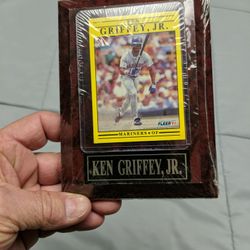 KEN
GRIFFEY, JR.
FLEER
MARINERS • OF
KEN GRIFFEY, JR.